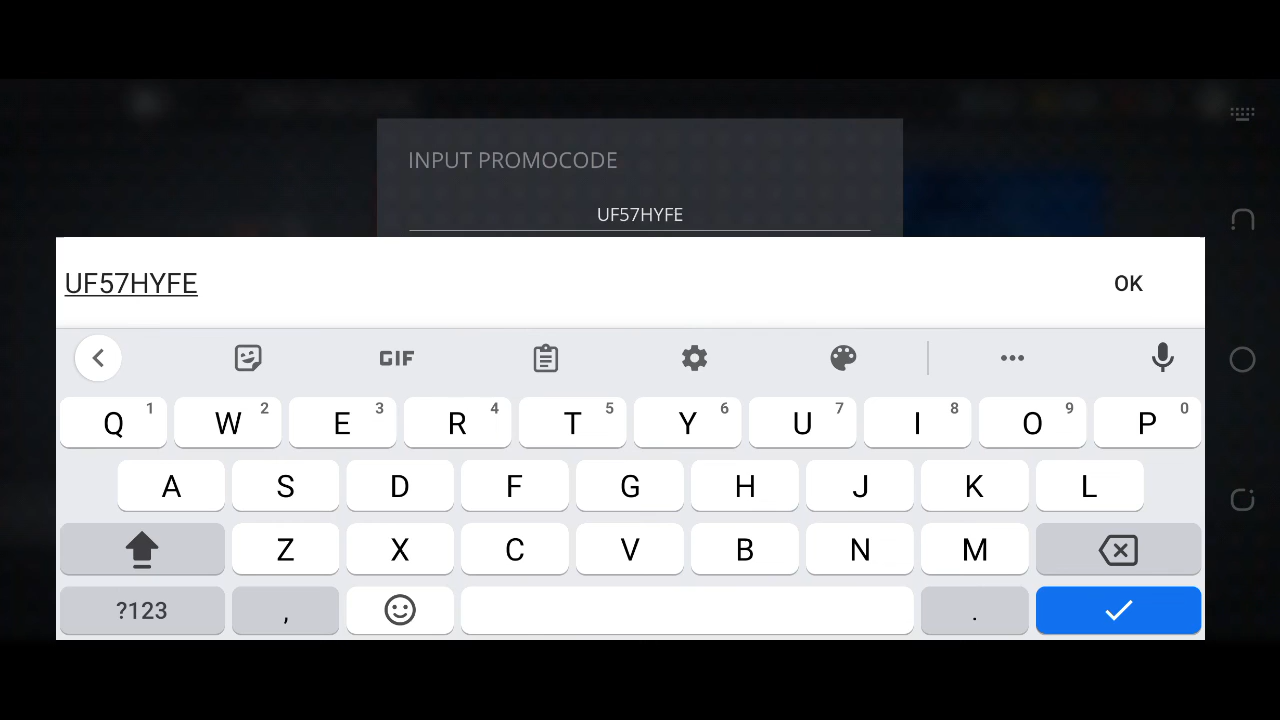 INPUT PROMOCODE
UF57HYFE
UF57HYFE OK
GIF
Q 1 W 2 E 3 R 4 T 5 Y 6 U 7 I 8 O 9 P 0
A S D F G H J K L
Z X C V B N M
?123 , .